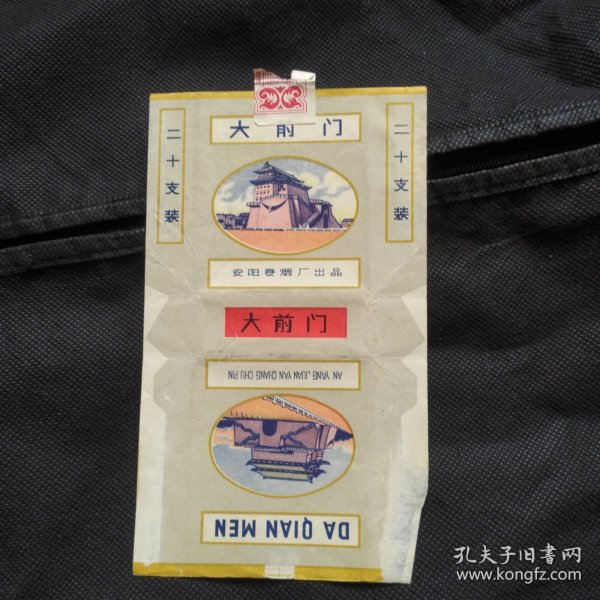 大前门
二十支装
二十支装
安阳卷烟厂出品
大前门
AN YANG JUAN YAN CHANG CHU PIN
DA QIAN MEN
孔夫子旧书网
www.kongfz.com